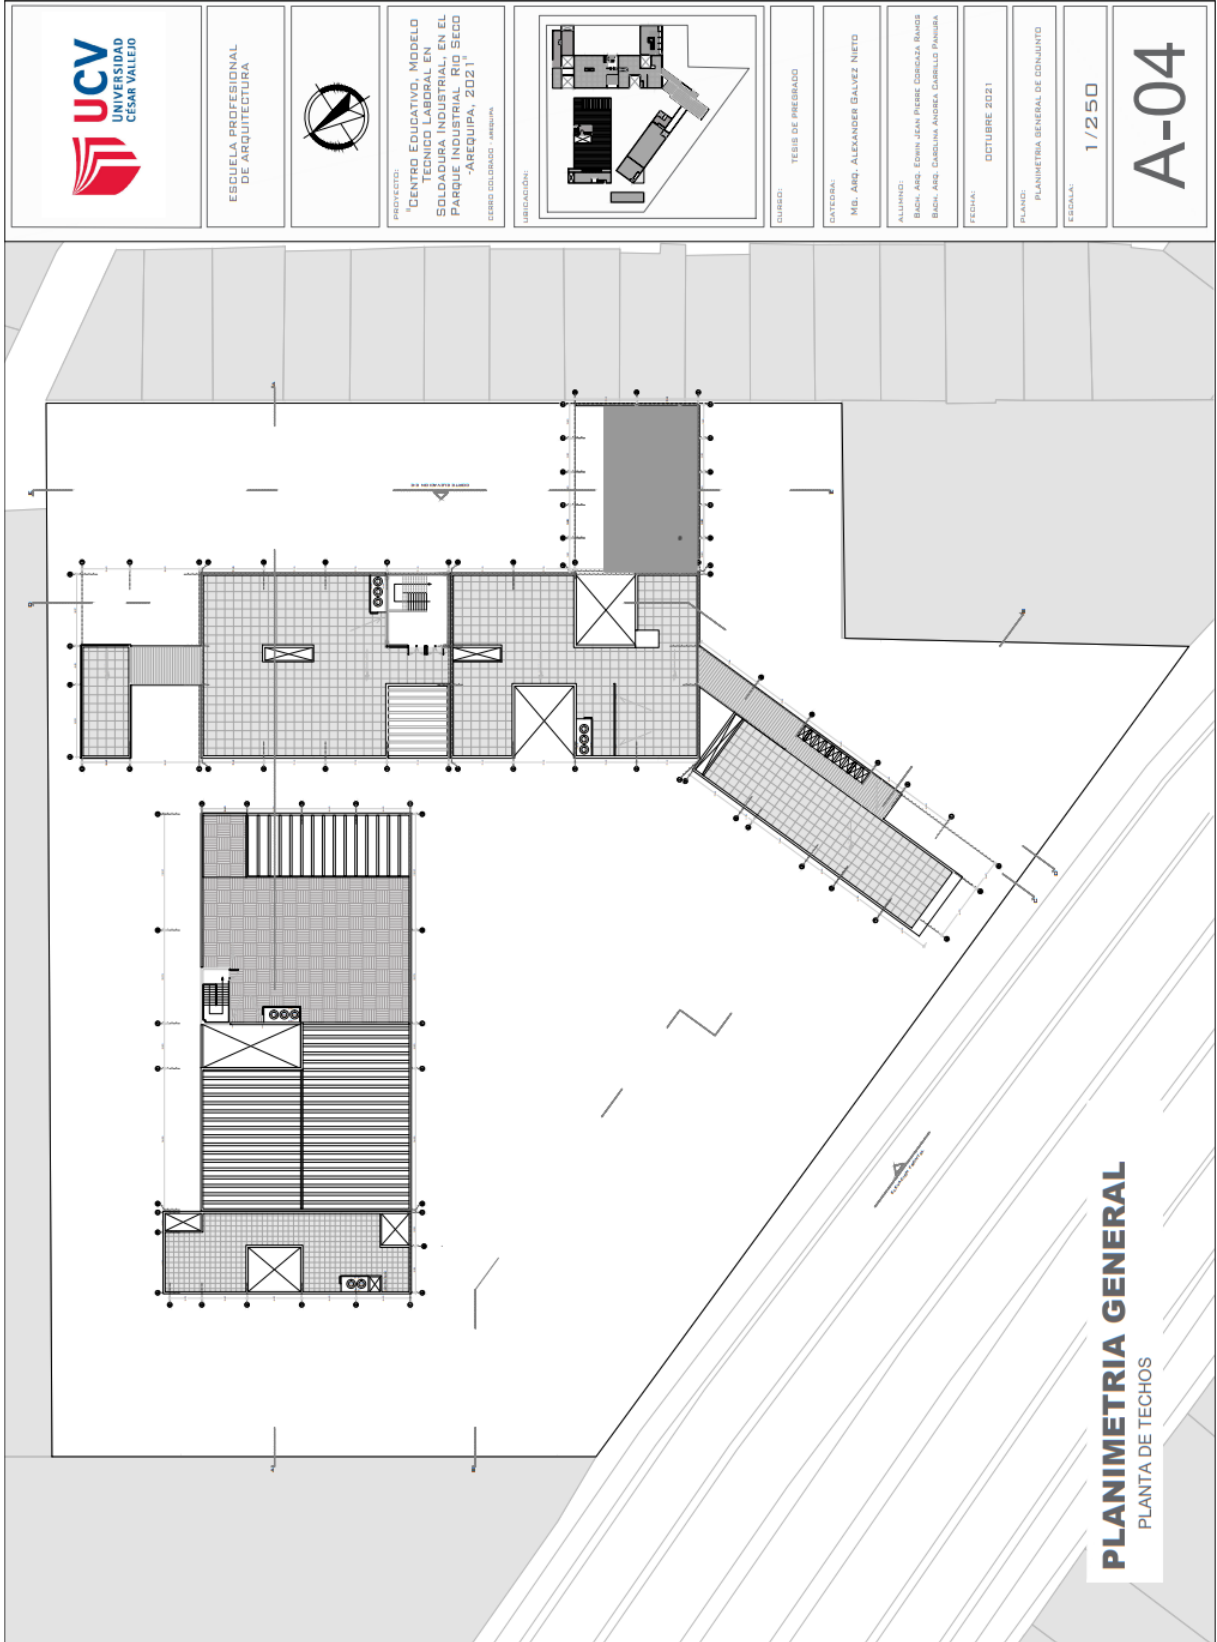 UCV
UNIVERSIDAD
CÉSAR VALLEJO
ESCUELA PROFESIONAL
DE ARQUITECTURA
PROYECTO:
"CENTRO EDUCATIVO, MODELO
TECNICO LABORAL EN
SOLDADURA INDUSTRIAL, EN EL
PARQUE INDUSTRIAL RIO SECO
-AREQUIPA, 2021"
CERRO COLORADO - AREQUIPA
UBICACIÓN:
CURSO:
TESIS DE PREGRADO
CATEDRA:
MG. ARQ. ALEXANDER GALVEZ NIETO
ALUMNO:
BACH. ARQ. EDWIN JEAN PIERRE CORICAZA RAMOS
BACH. ARQ. CAROLINA ANDREA CARRILLO PANIURA
FECHA:
OCTUBRE 2021
PLANO:
PLANIMETRIA GENERAL DE CONJUNTO
ESCALA:
1/250
A-04
PLANIMETRIA GENERAL
PLANTA DE TECHOS